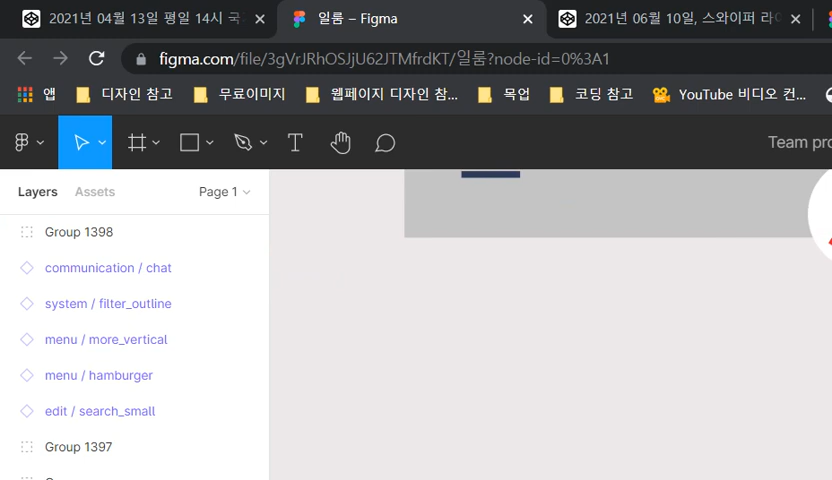 2021년 04월 13일 평일 14시 국
일룸 – Figma
2021년 06월 10일, 스와이퍼 라이
figma.com/file/3gVrJRhOSJjU62JTMfrdKT/일룸?node-id=0%3A1
앱 디자인 참고 무료이미지 웹페이지 디자인 참... 목업 코딩 참고 YouTube 비디오 컨...
Team pro
Layers Assets Page 1
Group 1398
communication / chat
system / filter_outline
menu / more_vertical
menu / hamburger
edit / search_small
Group 1397